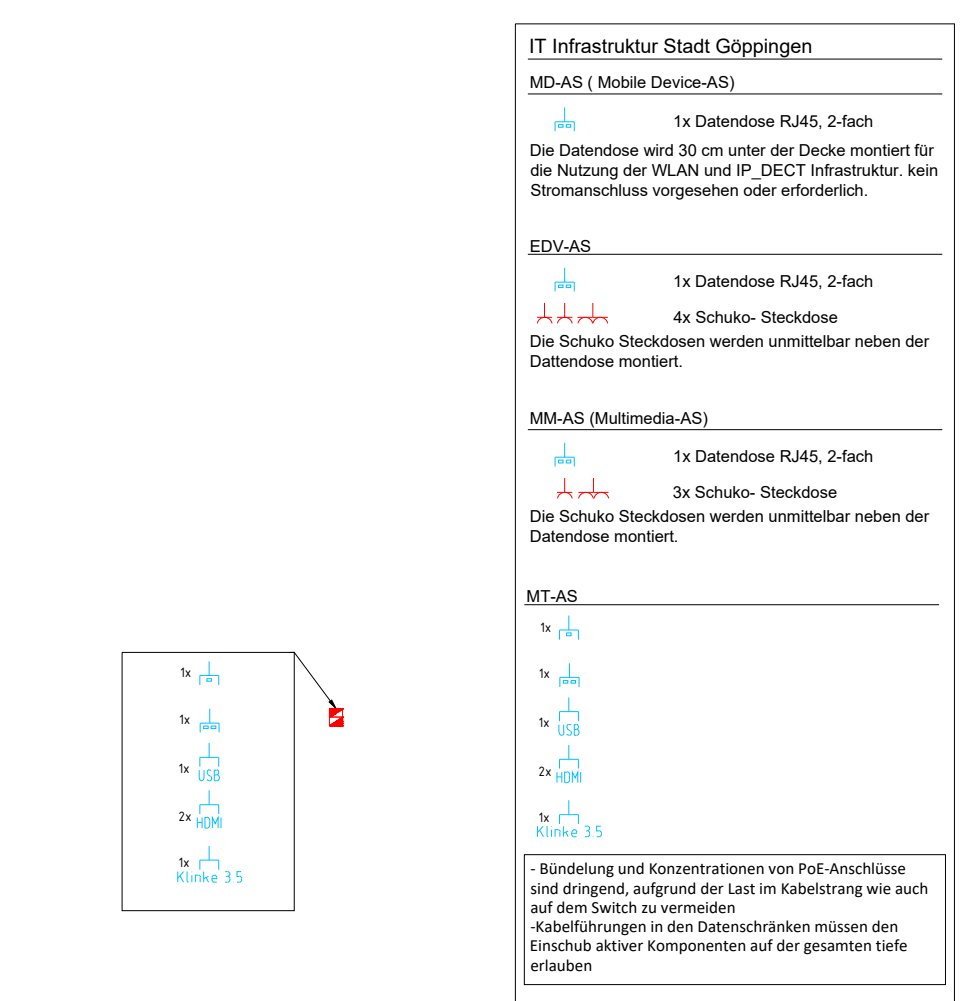 IT Infrastruktur Stadt Göppingen
MD-AS ( Mobile Device-AS)
1x Datendose RJ45, 2-fach
Die Datendose wird 30 cm unter der Decke montiert für
die Nutzung der WLAN und IP_DECT Infrastruktur. kein
Stromanschluss vorgesehen oder erforderlich.
EDV-AS
1x Datendose RJ45, 2-fach
4x Schuko- Steckdose
Die Schuko Steckdosen werden unmittelbar neben der
Dattendose montiert.
MM-AS (Multimedia-AS)
1x Datendose RJ45, 2-fach
3x Schuko- Steckdose
Die Schuko Steckdosen werden unmittelbar neben der
Datendose montiert.
MT-AS
1x
1x
1x USB
2x HDMI
1x
Klinke 3.5
- Bündelung und Konzentrationen von PoE-Anschlüsse
sind dringend, aufgrund der Last im Kabelstrang wie auch
auf dem Switch zu vermeiden
-Kabelführungen in den Datenschränken müssen den
Einschub aktiver Komponenten auf der gesamten tiefe
erlauben
1x
1x
1x USB
2x HDMI
1x
Klinke 3.5